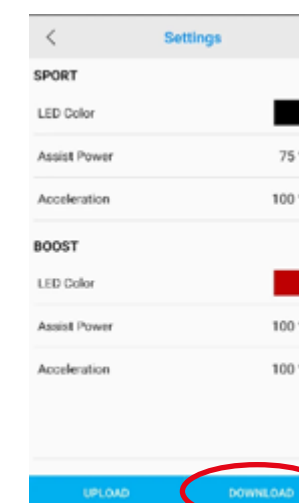 Settings
SPORT
LED Color
Assist Power 75
Acceleration 100
BOOST
LED Color
Assist Power 100
Acceleration 100
UPLOAD DOWNLOAD